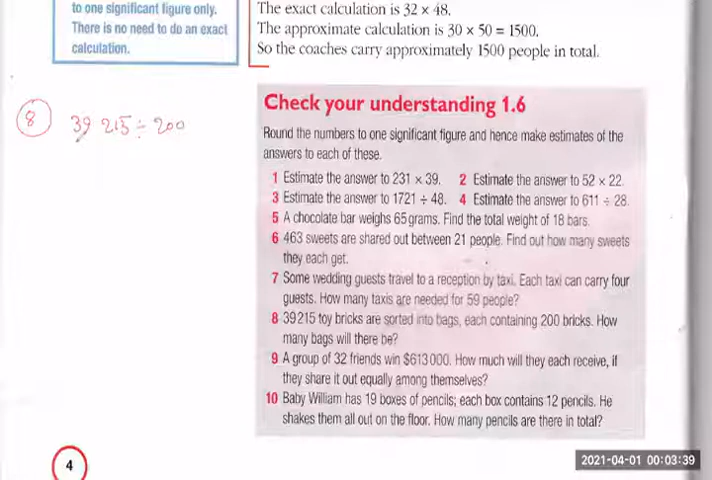 to one significant figure only.
There is no need to do an exact
calculation.
The exact calculation is 32 × 48.
The approximate calculation is 30 × 50 = 1500.
So the coaches carry approximately 1500 people in total.
8 39 215 ÷ 200
Check your understanding 1.6
Round the numbers to one significant figure and hence make estimates of the
answers to each of these.
1 Estimate the answer to 231 × 39. 2 Estimate the answer to 52 × 22.
3 Estimate the answer to 1721 ÷ 48. 4 Estimate the answer to 611 ÷ 28.
5 A chocolate bar weighs 65 grams. Find the total weight of 18 bars.
6 463 sweets are shared out between 21 people. Find out how many sweets
they each get.
7 Some wedding guests travel to a reception by taxi. Each taxi can carry four
guests. How many taxis are needed for 59 people?
8 39 215 toy bricks are sorted into bags, each containing 200 bricks. How
many bags will there be?
9 A group of 32 friends win $613 000. How much will they each receive, if
they share it out equally among themselves?
10 Baby William has 19 boxes of pencils; each box contains 12 pencils. He
shakes them all out on the floor. How many pencils are there in total?
4
2021-04-01 00:03:39